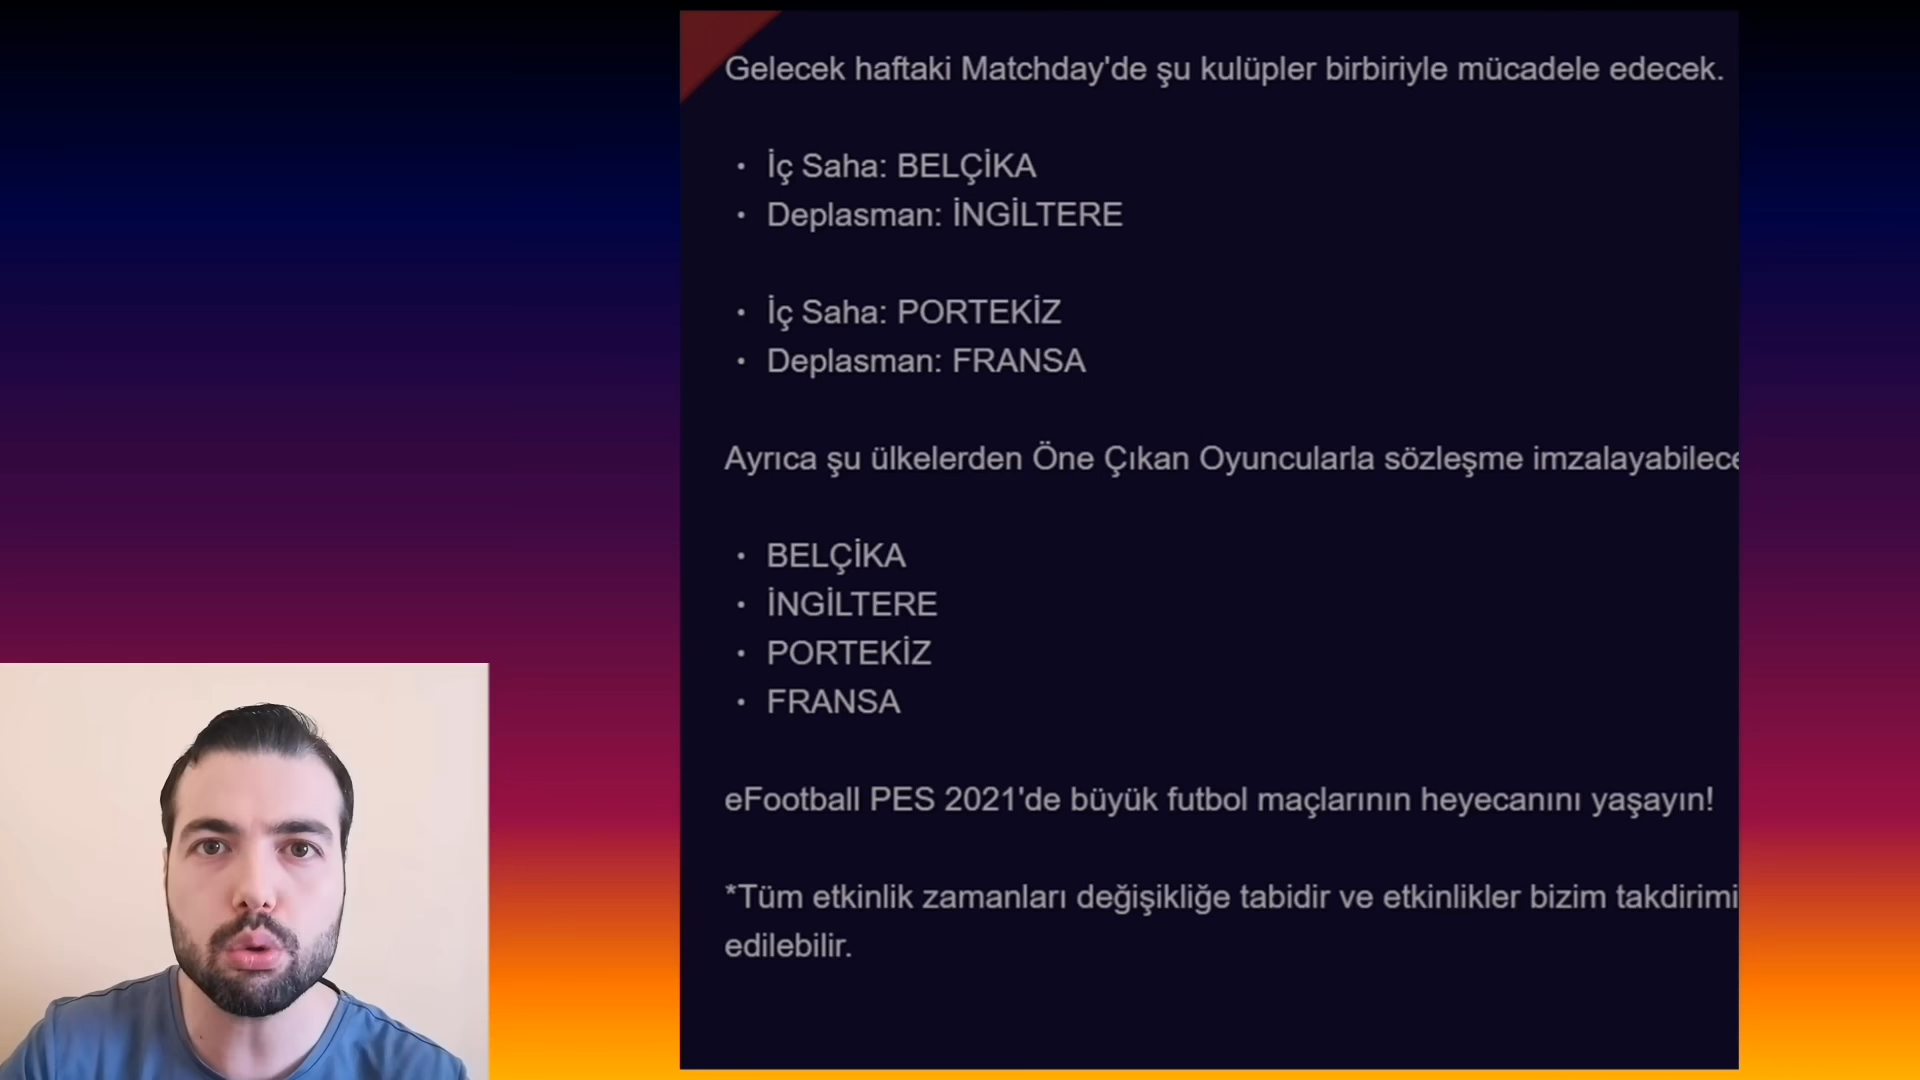 Gelecek haftaki Matchday'de şu kulüpler birbiriyle mücadele edecek.
• İç Saha: BELÇİKA
• Deplasman: İNGİLTERE
• İç Saha: PORTEKİZ
• Deplasman: FRANSA
Ayrıca şu ülkelerden Öne Çıkan Oyuncularla sözleşme
• BELÇİKA
• İNGİLTERE
• PORTEKİZ
• FRANSA
eFootball PES 2021'de büyük futbol maçlarının heyecanını yaşayın!
*Tüm etkinlik zamanları değişikliğe tabidir ve etkinlikler bizim
edilebilir.